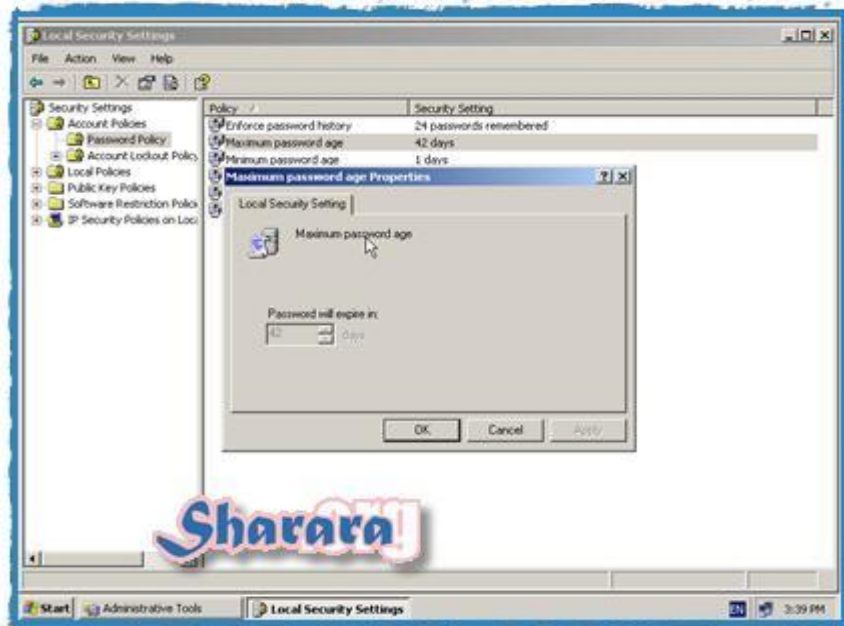 Local Security Settings
File Action View Help
Security Settings
Account Policies
Password Policy
Account Lockout Policy
Local Policies
Public Key Policies
Software Restriction Polici
IP Security Policies on Loca
Policy Security Setting
Enforce password history 24 passwords remembered
Maximum password age 42 days
Minimum password age 1 days
Maximum password age Properties
Local Security Setting
Maximum password age
Password will expire in:
42 days
OK Cancel Apply
Sharara
org
Start Administrative Tools Local Security Settings EN 3:39 PM